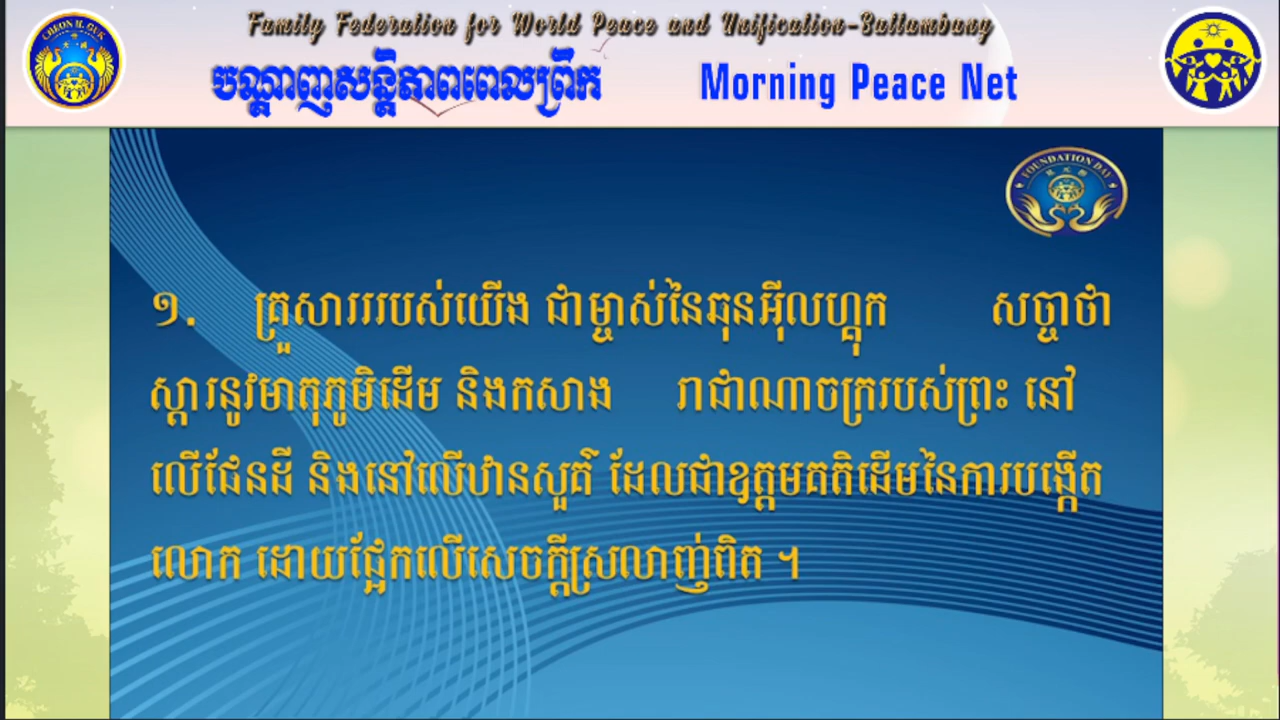 Family Federation for World Peace and Unification-Battambang
បណ្ដាញសន្តិភាពពេលព្រឹក Morning Peace Net
CHEON IL GUK
FOUNDATION DAY
១. គ្រួសាររបស់យើង ជាម្ចាស់នៃឆុនអ៊ីលហ្គុក សច្ចាថា
ស្តារនូវមាតុភូមិដើម និងកសាង រាជាណាចក្ររបស់ព្រះ នៅ
លើផែនដី និងនៅលើឋានសួគ៌ ដែលជាឧត្តមគតិដើមនៃការបង្កើត
លោក ដោយផ្អែកលើសេចក្តីស្រលាញ់ពិត ។